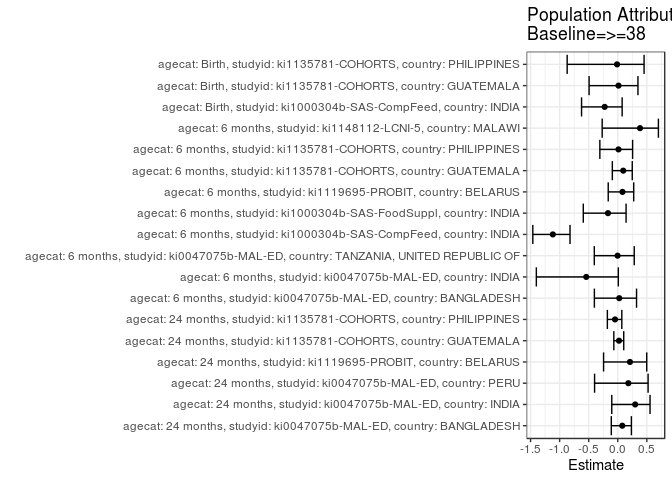 Population Attribut
Baseline=>=38
agecat: Birth, studyid: ki1135781-COHORTS, country: PHILIPPINES
agecat: Birth, studyid: ki1135781-COHORTS, country: GUATEMALA
agecat: Birth, studyid: ki1000304b-SAS-CompFeed, country: INDIA
agecat: 6 months, studyid: ki1148112-LCNI-5, country: MALAWI
agecat: 6 months, studyid: ki1135781-COHORTS, country: PHILIPPINES
agecat: 6 months, studyid: ki1135781-COHORTS, country: GUATEMALA
agecat: 6 months, studyid: ki1119695-PROBIT, country: BELARUS
agecat: 6 months, studyid: ki1000304b-SAS-FoodSuppl, country: INDIA
agecat: 6 months, studyid: ki1000304b-SAS-CompFeed, country: INDIA
agecat: 6 months, studyid: ki0047075b-MAL-ED, country: TANZANIA, UNITED REPUBLIC OF
agecat: 6 months, studyid: ki0047075b-MAL-ED, country: INDIA
agecat: 6 months, studyid: ki0047075b-MAL-ED, country: BANGLADESH
agecat: 24 months, studyid: ki1135781-COHORTS, country: PHILIPPINES
agecat: 24 months, studyid: ki1135781-COHORTS, country: GUATEMALA
agecat: 24 months, studyid: ki1119695-PROBIT, country: BELARUS
agecat: 24 months, studyid: ki0047075b-MAL-ED, country: PERU
agecat: 24 months, studyid: ki0047075b-MAL-ED, country: INDIA
agecat: 24 months, studyid: ki0047075b-MAL-ED, country: BANGLADESH
-1.5 -1.0 -0.5 0.0 0.5
Estimate